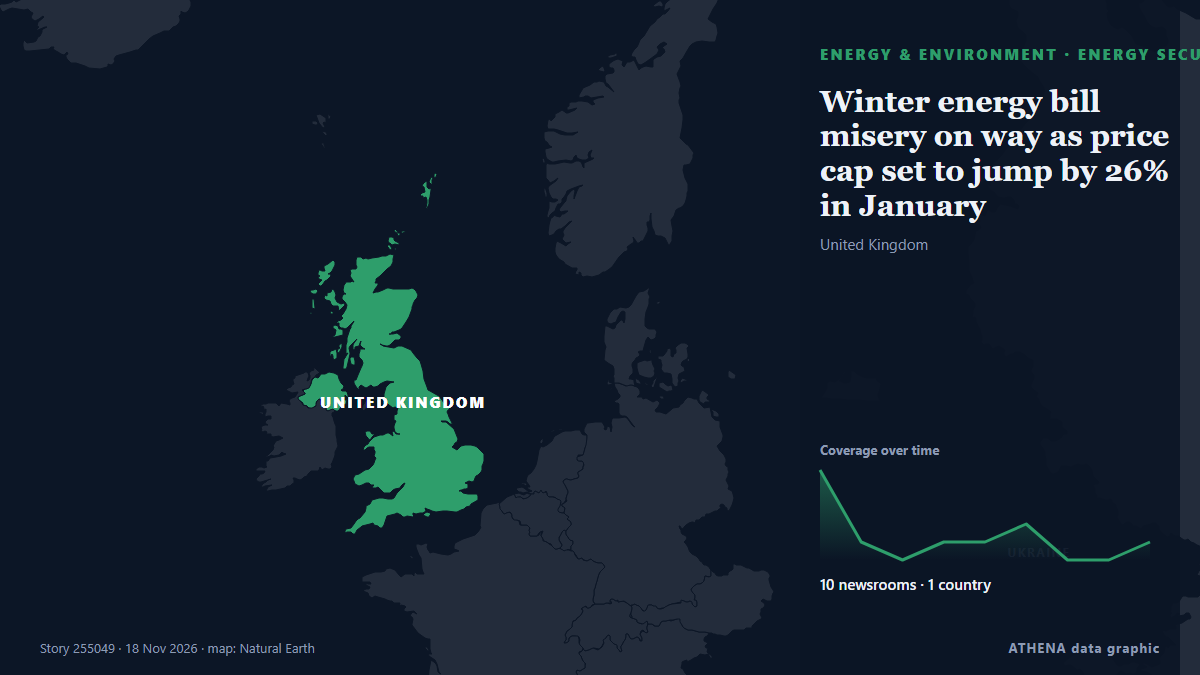 ENERGY & ENVIRONMENT · ENERGY SECU
Winter energy bill
misery on way as price
cap set to jump by 26%
in January
United Kingdom
UNITED KINGDOM
Coverage over time
UKRAINE
10 newsrooms · 1 country
Story 255049 · 18 Nov 2026 · map: Natural Earth
ATHENA data graphic